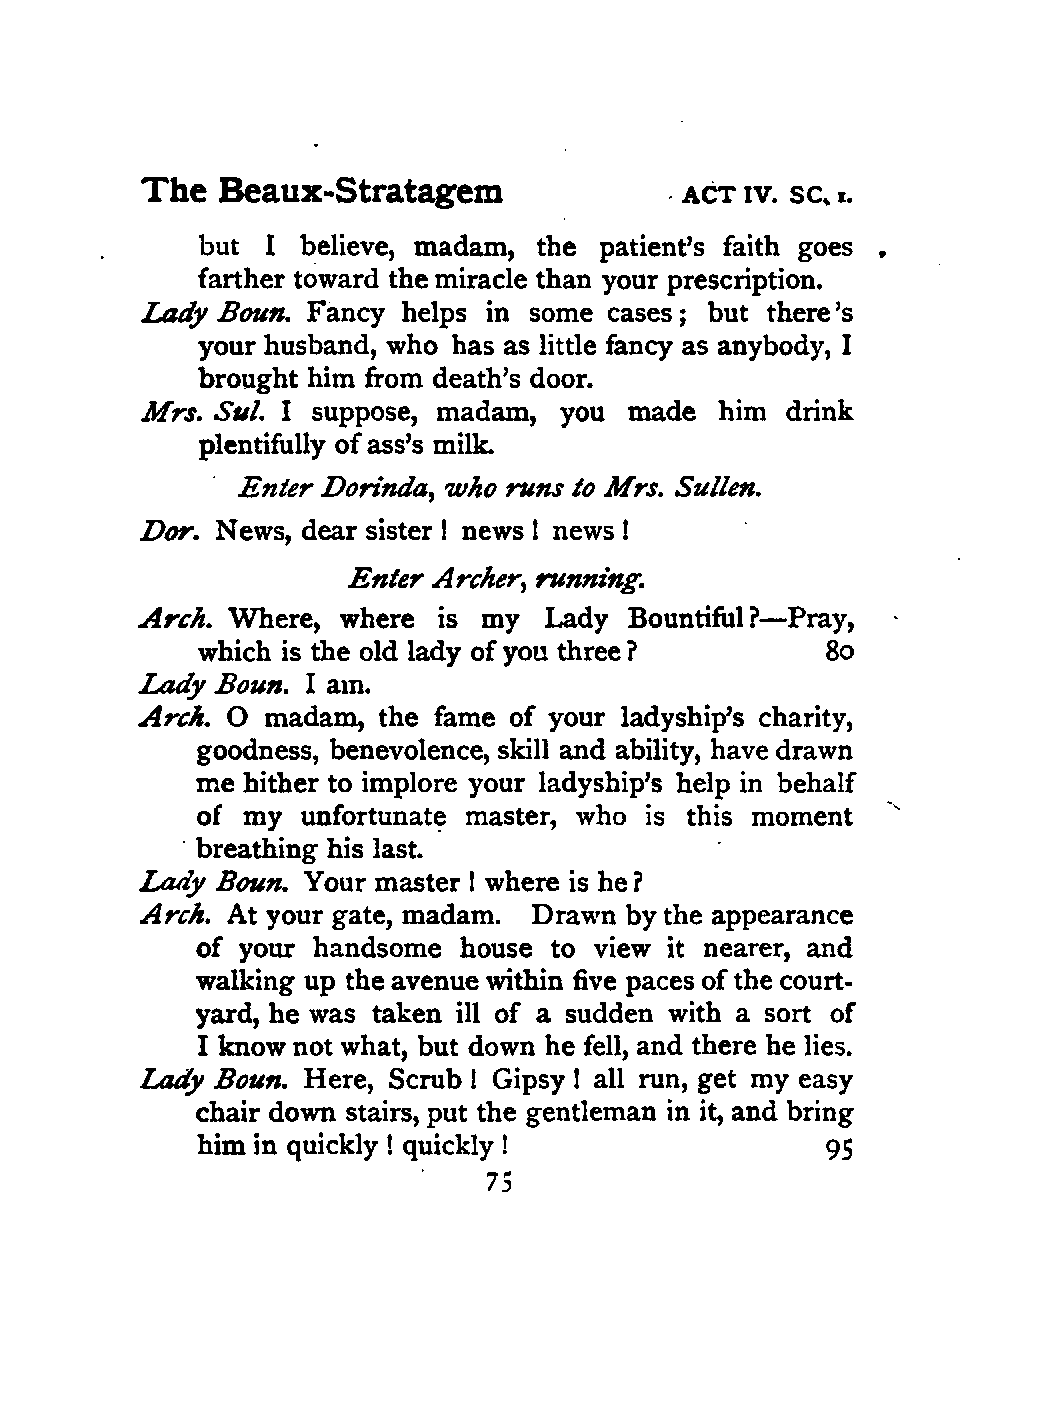 The Beaux-Stratagem ACT IV. SC. I.
but I believe, madam, the patient's faith goes
farther toward the miracle than your prescription.
Lady Boun. Fancy helps in some cases; but there's
your husband, who has as little fancy as anybody, I
brought him from death's door.
Mrs. Sul. I suppose, madam, you made him drink
plentifully of ass's milk.
Enter Dorinda, who runs to Mrs. Sullen.
Dor. News, dear sister! news! news!
Enter Archer, running.
Arch. Where, where is my Lady Bountiful?—Pray,
which is the old lady of you three? 80
Lady Boun. I am.
Arch. O madam, the fame of your ladyship's charity,
goodness, benevolence, skill and ability, have drawn
me hither to implore your ladyship's help in behalf
of my unfortunate master, who is this moment
breathing his last.
Lady Boun. Your master! where is he?
Arch. At your gate, madam. Drawn by the appearance
of your handsome house to view it nearer, and
walking up the avenue within five paces of the court-
yard, he was taken ill of a sudden with a sort of
I know not what, but down he fell, and there he lies.
Lady Boun. Here, Scrub! Gipsy! all run, get my easy
chair down stairs, put the gentleman in it, and bring
him in quickly! quickly! 95
75